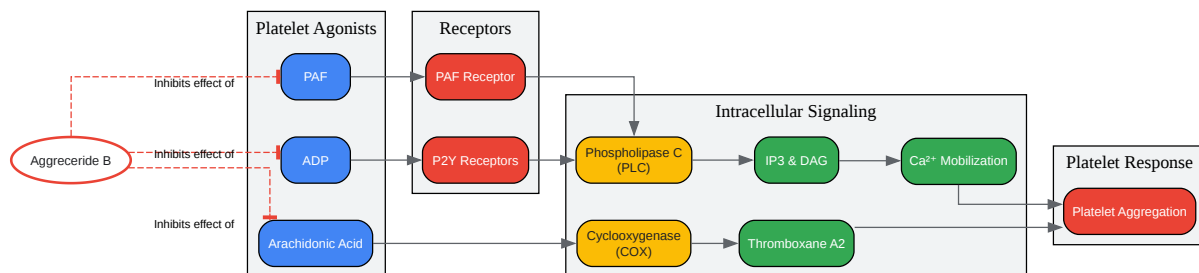 Platelet Agonists
Receptors
Inhibits effect of
PAF
PAF Receptor
Intracellular Signaling
Aggreceride B
Inhibits effect of
ADP
P2Y Receptors
Phospholipase C
(PLC)
IP3 & DAG
Ca²⁺ Mobilization
Platelet Response
Platelet Aggregation
Inhibits effect of
Arachidonic Acid
Cyclooxygenase
(COX)
Thromboxane A2